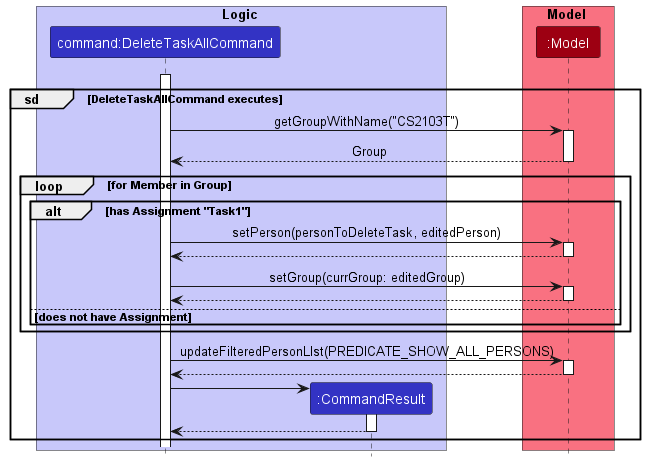 Logic
Model
command:DeleteTaskAllCommand
:Model
sd
[DeleteTaskAllCommand executes]
getGroupWithName("CS2103T")
Group
loop
[for Member in Group]
alt
[has Assignment "Task1"]
setPerson(personToDeleteTask, editedPerson)
setGroup(currGroup: editedGroup)
[does not have Assignment]
updateFilteredPersonLIst(PREDICATE_SHOW_ALL_PERSONS)
:CommandResult